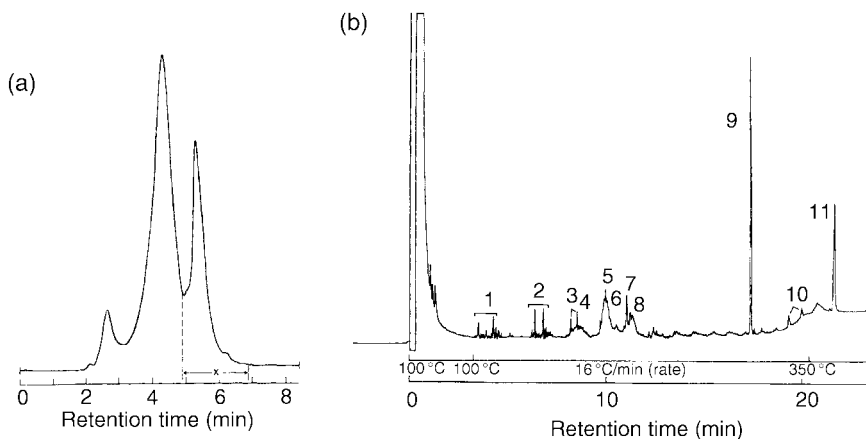 (a)
x
0 2 4 6 8
Retention time (min)
(b)
1 2 3 4 5 6 7 8 9 10 11
100 °C 100 °C 16 °C/min (rate) 350 °C
0 10 20
Retention time (min)